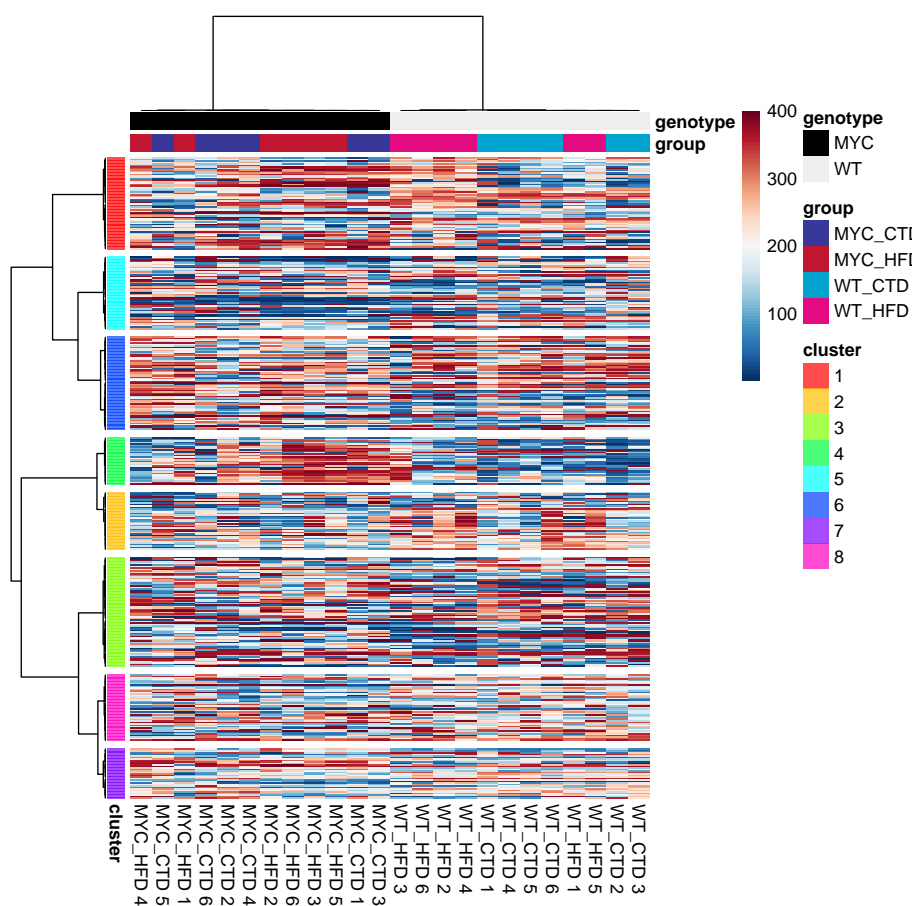 genotype
group
400
300
200
100
genotype
MYC
WT
group
MYC_CTD
MYC_HFD
WT_CTD
WT_HFD
cluster
1
2
3
4
5
6
7
8
cluster
MYC_HFD 4
MYC_CTD 5
MYC_HFD 1
MYC_CTD 6
MYC_CTD 2
MYC_CTD 4
MYC_HFD 2
MYC_HFD 6
MYC_HFD 3
MYC_HFD 5
MYC_CTD 1
MYC_CTD 3
WT_HFD 3
WT_HFD 6
WT_HFD 2
WT_HFD 4
WT_CTD 1
WT_CTD 4
WT_CTD 5
WT_CTD 6
WT_HFD 1
WT_HFD 5
WT_CTD 2
WT_CTD 3